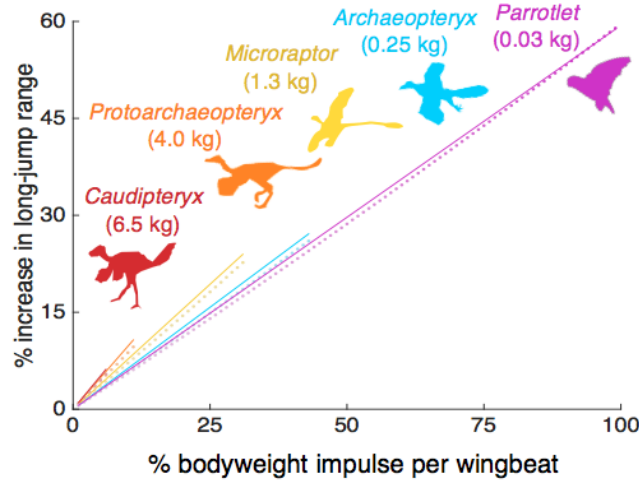 Archaeopteryx
(0.25 kg)
Parrotlet
(0.03 kg)
Microraptor
(1.3 kg)
Protoarchaeopteryx
(4.0 kg)
Caudipteryx
(6.5 kg)
% increase in long-jump range
60
45
30
15
0
0 25 50 75 100
% bodyweight impulse per wingbeat